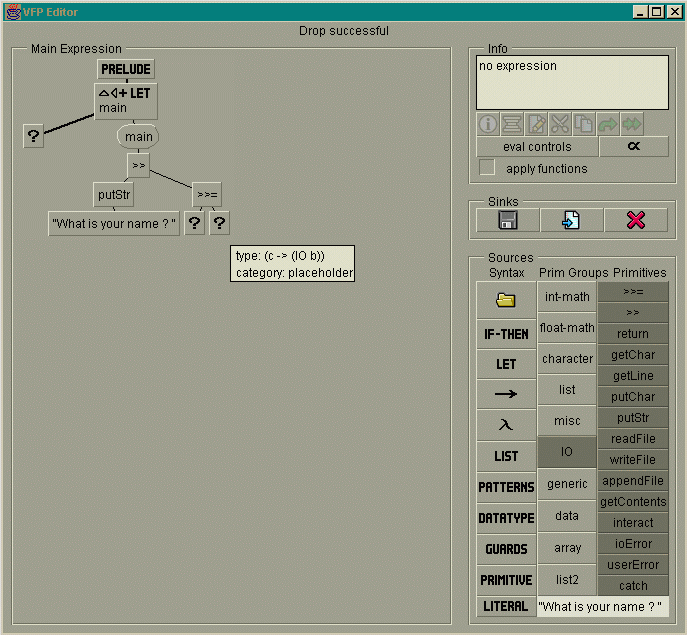 VFP Editor
Drop successful
Main Expression
PRELUDE
LET
main
?
main
>>
putStr
>>=
"What is your name ? "
?
?
type: (c -> (IO b))
category: placeholder
Info
no expression
eval controls
α
apply functions
Sinks
Sources
Syntax Prim Groups Primitives
IF-THEN
LET
→
λ
LIST
PATTERNS
DATATYPE
GUARDS
PRIMITIVE
LITERAL
int-math
float-math
character
list
misc
IO
generic
data
array
list2
>>=
>>
return
getChar
getLine
putChar
putStr
readFile
writeFile
appendFile
getContents
interact
ioError
userError
catch
"What is your name ? "